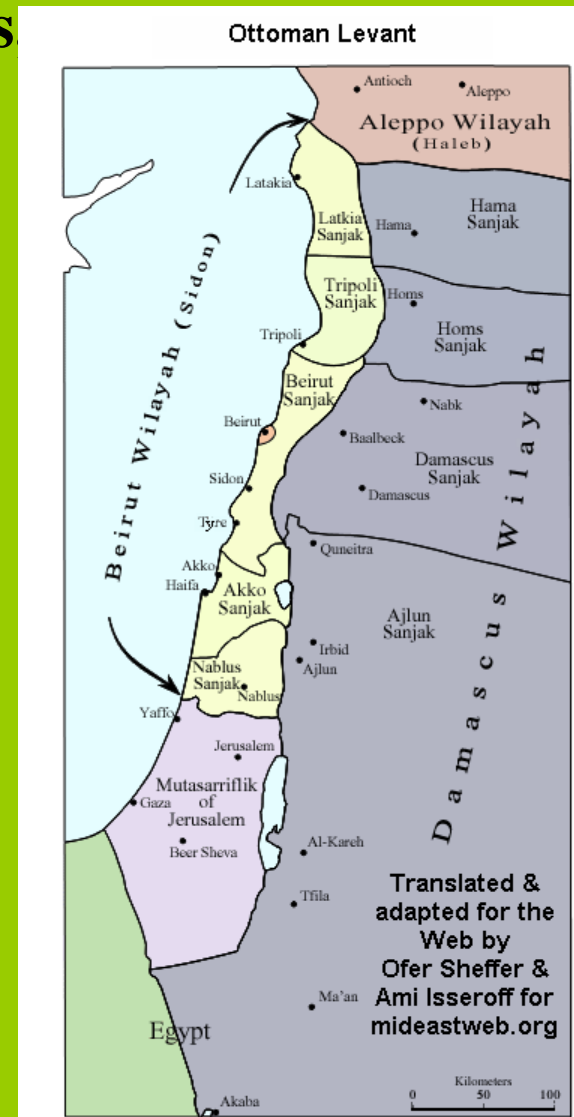 s
Ottoman Levant
Antioch
Aleppo
Aleppo Wilayah
(Haleb)
Latakia
Latkia
Sanjak
Hama
Hama
Sanjak
Tripoli
Sanjak
Homs
Homs
Sanjak
Tripoli
Beirut
Sanjak
Nabk
Beirut
Baalbeck
Damascus
Sanjak
Sidon
Damascus
Beirut Wilayah (Sidon)
Damascus Wilayah
Tyre
Quneitra
Akko
Haifa
Akko
Sanjak
Ajlun
Sanjak
Irbid
Ajlun
Nablus
Sanjak
Nablus
Yaffo
Jerusalem
Mutasarriflik
of
Jerusalem
Gaza
Beer Sheva
Al-Kareh
Tfila
Translated &
adapted for the
Web by
Ofer Sheffer &
Ami Isseroff for
mideastweb.org
Ma'an
Egypt
Akaba
Kilometers
0 50 100